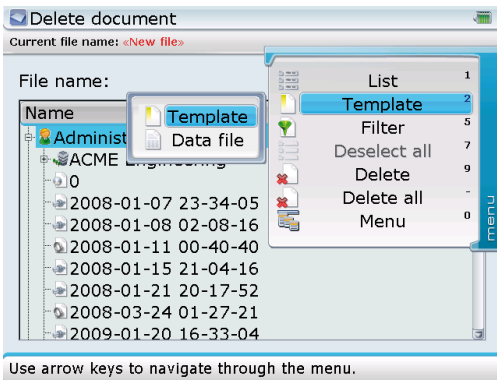 Delete document
Current file name: «New file»
File name:
Name
Administ
ACME Engineering
0
2008-01-07 23-34-05
2008-01-08 02-08-16
2008-01-11 00-40-40
2008-01-15 21-04-16
2008-01-21 20-17-52
2008-03-24 01-27-21
2009-01-20 16-33-04
Template
Data file
List 1
Template 2
Filter 5
Deselect all 7
Delete 9
Delete all -
Menu 0
menu
Use arrow keys to navigate through the menu.